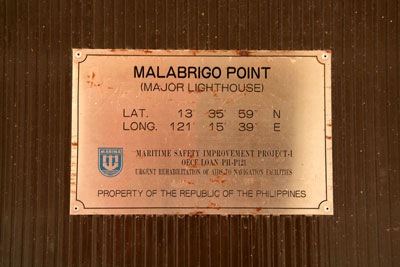 MALABRIGO POINT
(MAJOR LIGHTHOUSE)
LAT. 13° 35' 59" N
LONG. 121° 15' 39" E
MARITIME SAFETY IMPROVEMENT PROJECT-I
OECF LOAN PH-P121
URGENT REHABILITATION OF AIDS TO NAVIGATION FACILITIES
PROPERTY OF THE REPUBLIC OF THE PHILIPPINES